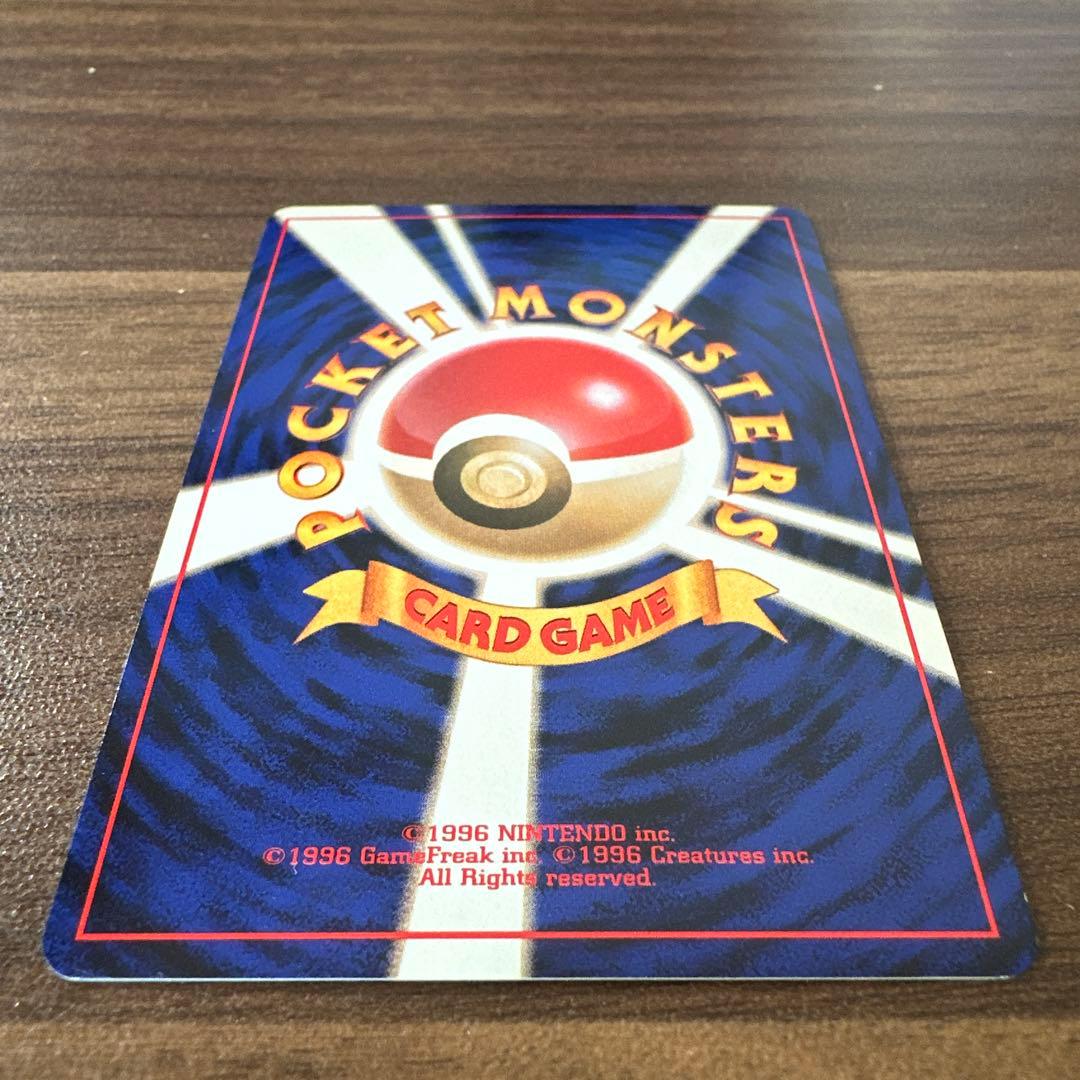 POCKET MONSTERS
CARD GAME
©1996 NINTENDO inc.
©1996 GameFreak inc. ©1996 Creatures inc.
All Rights reserved.